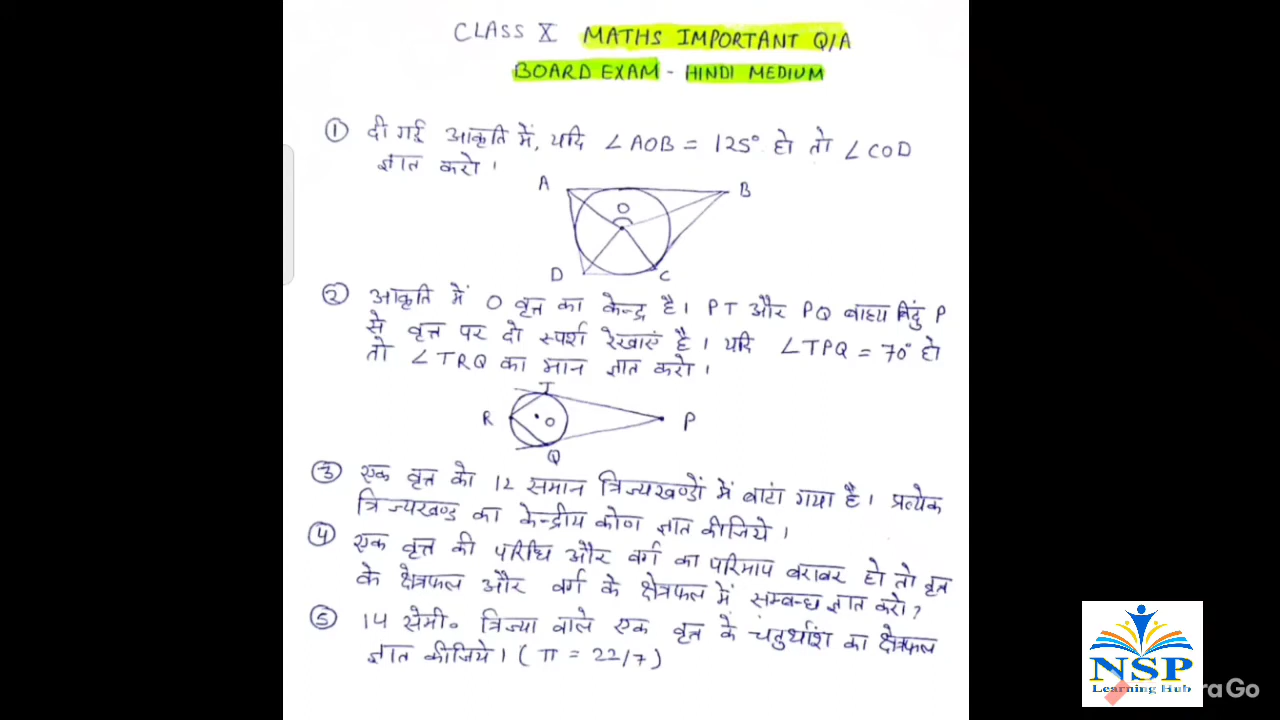 CLASS X MATHS IMPORTANT Q/A
BOARD EXAM - HINDI MEDIUM
① दी गई आकृति में, यदि ∠AOB = 125° हो तो ∠COD
ज्ञात करो ।
A
B
O
D
C
② आकृति में O वृत्त का केन्द्र है । PT और PQ बाह्य बिंदु P
से वृत्त पर दो स्पर्श रेखाएं है । यदि ∠TPQ = 70° हो
तो ∠TRQ का मान ज्ञात करो ।
T
R
O
P
Q
③ एक वृत्त को 12 समान त्रिज्यखण्डों में बांटा गया है । प्रत्येक
त्रिज्यखण्ड का केन्द्रीय कोण ज्ञात कीजिये ।
④ एक वृत्त की परिधि और वर्ग का परिमाप बराबर हो तो वृत्त
के क्षेत्रफल और वर्ग के क्षेत्रफल में सम्बन्ध ज्ञात करो ?
⑤ 14 सेमी॰ त्रिज्या वाले एक वृत्त के चतुर्थांश का क्षेत्रफल
ज्ञात कीजिये । ( π = 22/7 )
NSP
Learning Hub
raGo